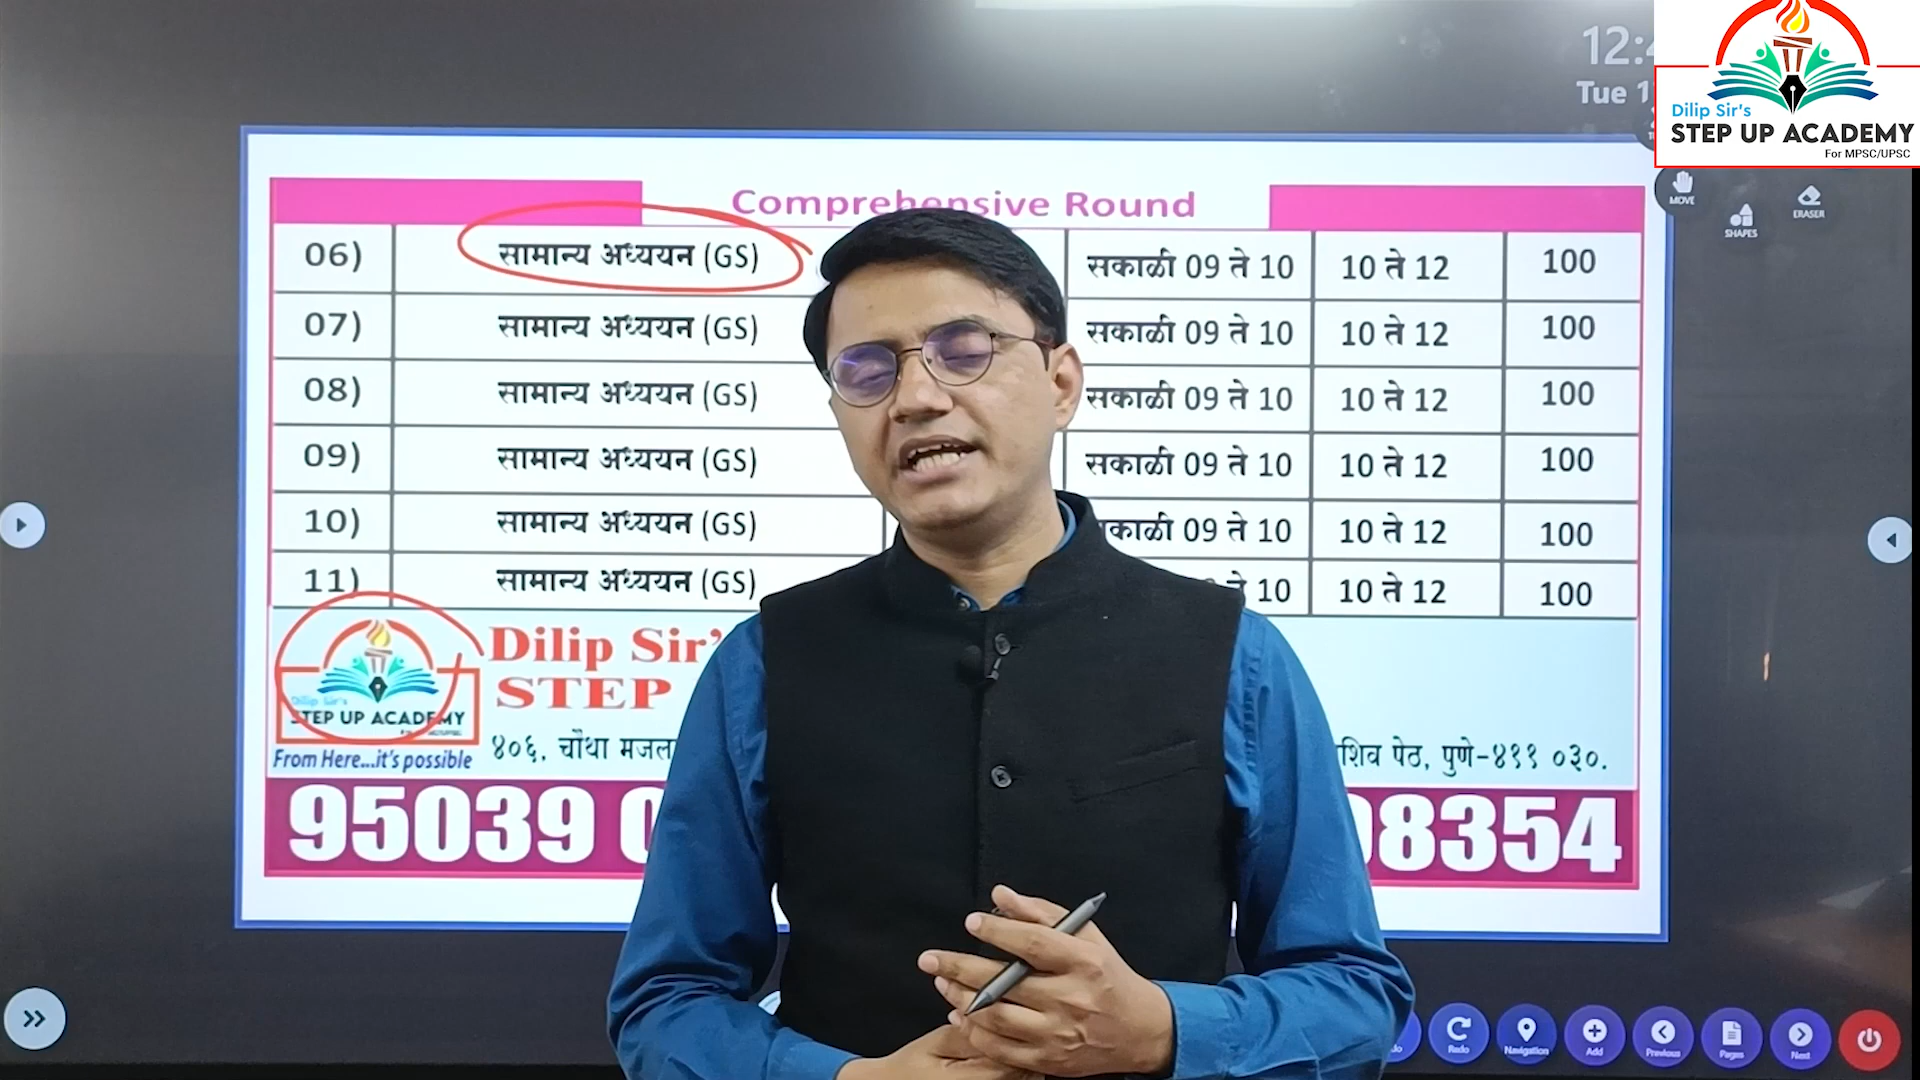 12:
Tue 1
Dilip Sir's
STEP UP ACADEMY
For MPSC/UPSC
MOVE
SHAPES
ERASER
Comprehensive Round
06) सामान्य अध्ययन (GS) सकाळी 09 ते 10 10 ते 12 100
07) सामान्य अध्ययन (GS) सकाळी 09 ते 10 10 ते 12 100
08) सामान्य अध्ययन (GS) सकाळी 09 ते 10 10 ते 12 100
09) सामान्य अध्ययन (GS) सकाळी 09 ते 10 10 ते 12 100
10) सामान्य अध्ययन (GS) सकाळी 09 ते 10 10 ते 12 100
11) सामान्य अध्ययन (GS) ते 10 10 ते 12 100
Dilip Sir's
STEP UP ACADEMY
From Here...it's possible
Dilip Sir'
STEP
४०६, चौथा मजल शिव पेठ, पुणे-४११ ०३०.
95039 0 08354
Redo
Navigation
Add
Previous
Pages
Next